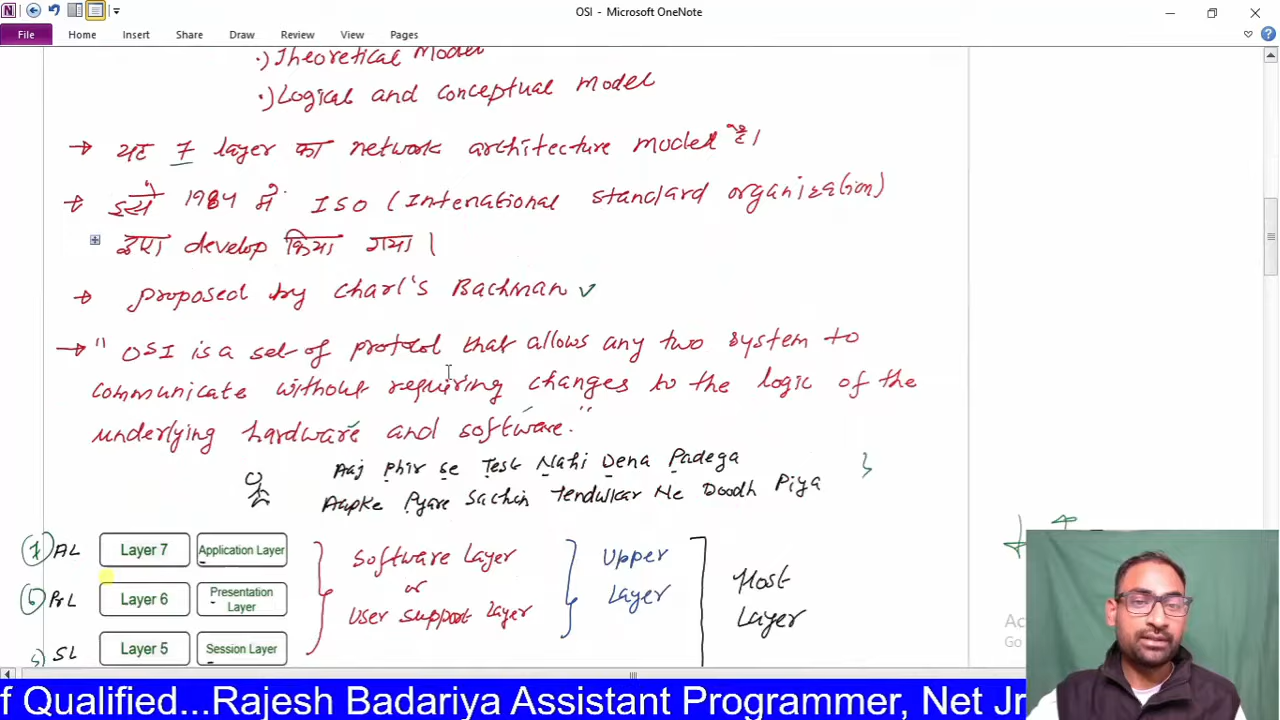 OSI - Microsoft OneNote
File Home Insert Share Draw Review View Pages
·) Theoretical Model
·) Logical and conceptual Model
→ यह 7 layer का network architecture model है।
→ इसे 1984 में ISO (International standard organization)
द्वारा develop किया गया।
→ proposed by Charl's Bachman ✓
→ " OSI is a set of protocol that allows any two system to
communicate without requiring changes to the logic of the
underlying hardware and software."
Aaj Phir se Test Nahi Dena Padega
Aapke Pyare Sachin Tendulkar Ne Doodh Piya
7 AL Layer 7 Application Layer
6 PrL Layer 6 Presentation Layer
5 SL Layer 5 Session Layer
Software Layer
or
User support Layer
Upper
Layer
Host
Layer
f Qualified...Rajesh Badariya Assistant Programmer, Net Jr